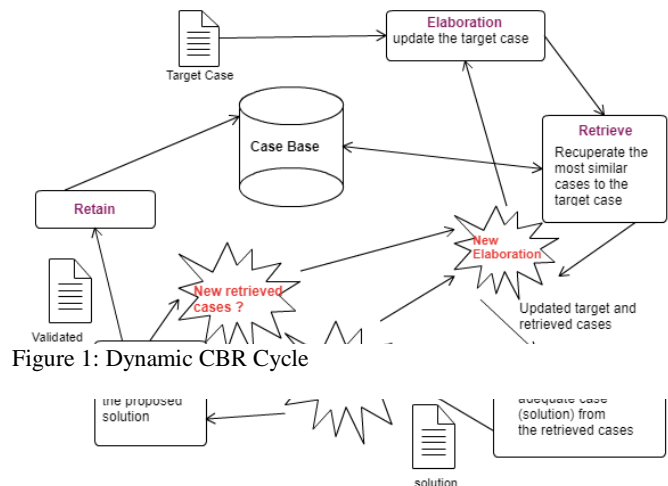 Elaboration
update the target case
Target Case
Case Base
Retrieve
Recuperate the
most similar
cases to the
target case
Retain
New
Elaboration
New retrieved
cases ?
Updated target and
retrieved cases
Validated
Figure 1: Dynamic CBR Cycle
the proposed
solution
adequate case
(solution) from
the retrieved cases
solution